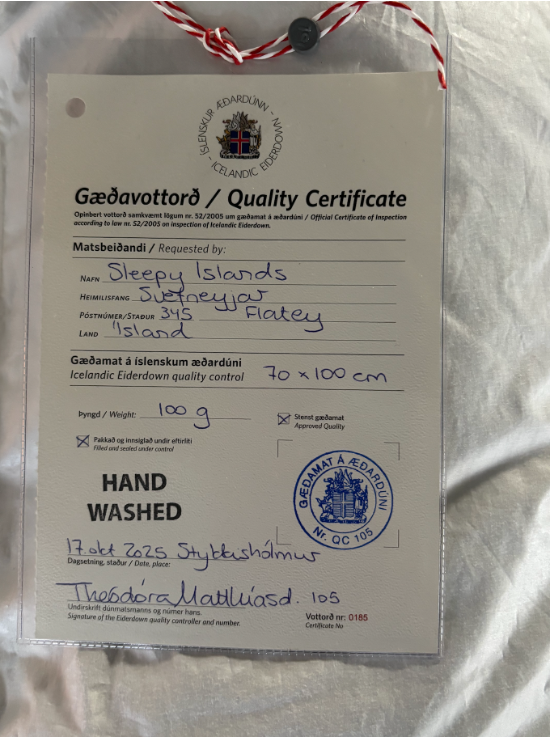 ÍSLENSKUR ÆÐARDÚNN - ICELANDIC EIDERDOWN -
Gæðavottorð / Quality Certificate
Opinbert vottorð samkvæmt lögum nr. 52/2005 um gæðamat á æðardúni / Official Certificate of Inspection
according to law nr. 52/2005 on inspection of Icelandic Eiderdown.
Matsbeiðandi / Requested by:
NAFN Sleepy Islands
HEIMILISFANG Svefneyjar
PÓSTNÚMER/STAÐUR 345 Flatey
LAND Ísland
Gæðamat á íslenskum æðardúni
Icelandic Eiderdown quality control 70 x 100 cm
Þyngd / Weight: 100 g
Stenst gæðamat
Approved Quality
Pakkað og innsiglað undir eftirliti
Filled and sealed under control
HAND
WASHED
GÆÐAMAT Á ÆÐARDÚNI
Nr. QC 105
17. okt 2025 Stykkishólmur
Dagsetning, staður / Date, place:
Theodóra Matthíasd. 105
Undirskrift dúnmatsmanns og númer hans.
Signature of the Eiderdown quality controller and number.
Vottorð nr: 0185
Certificate No